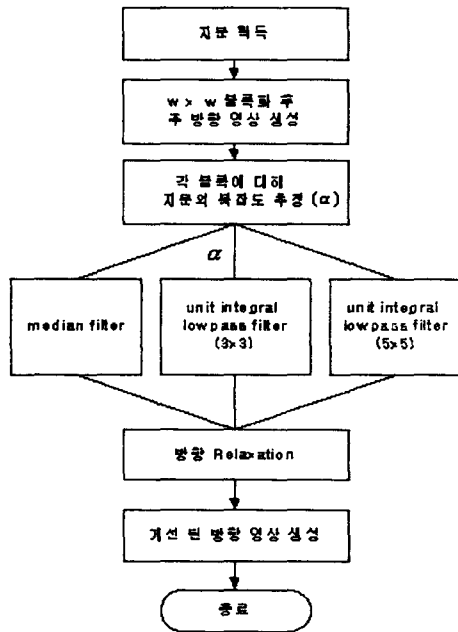 지문 획득
w × w 블록화 후
주 방향 영상 생성
각 블록에 대해
지문의 복잡도 추정 (α)
α
median filter
unit integral
lowpass filter
(3×3)
unit integral
lowpass filter
(5×5)
방향 Relaxation
개선 된 방향 영상 생성
종료